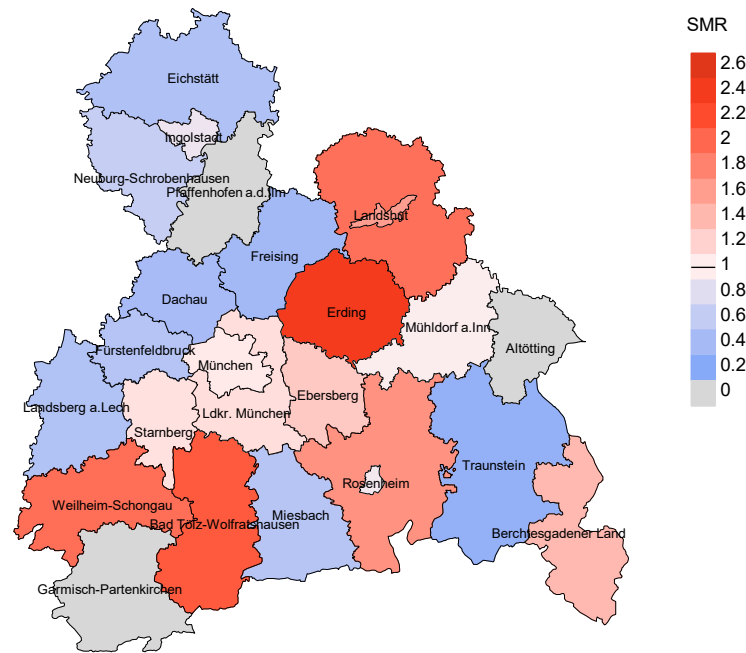 SMR
2.6
2.4
2.2
2
1.8
1.6
1.4
1.2
1
0.8
0.6
0.4
0.2
0
Eichstätt
Ingolstadt
Neuburg-Schrobenhausen
Pfaffenhofen a.d.Ilm
Landshut
Freising
Dachau
Erding
Mühldorf a.Inn
Altötting
Fürstenfeldbruck
München
Ebersberg
Landsberg a.Lech
Ldkr. München
Starnberg
Traunstein
Rosenheim
Weilheim-Schongau
Miesbach
Bad Tölz-Wolfratshausen
Berchtesgadener Land
Garmisch-Partenkirchen